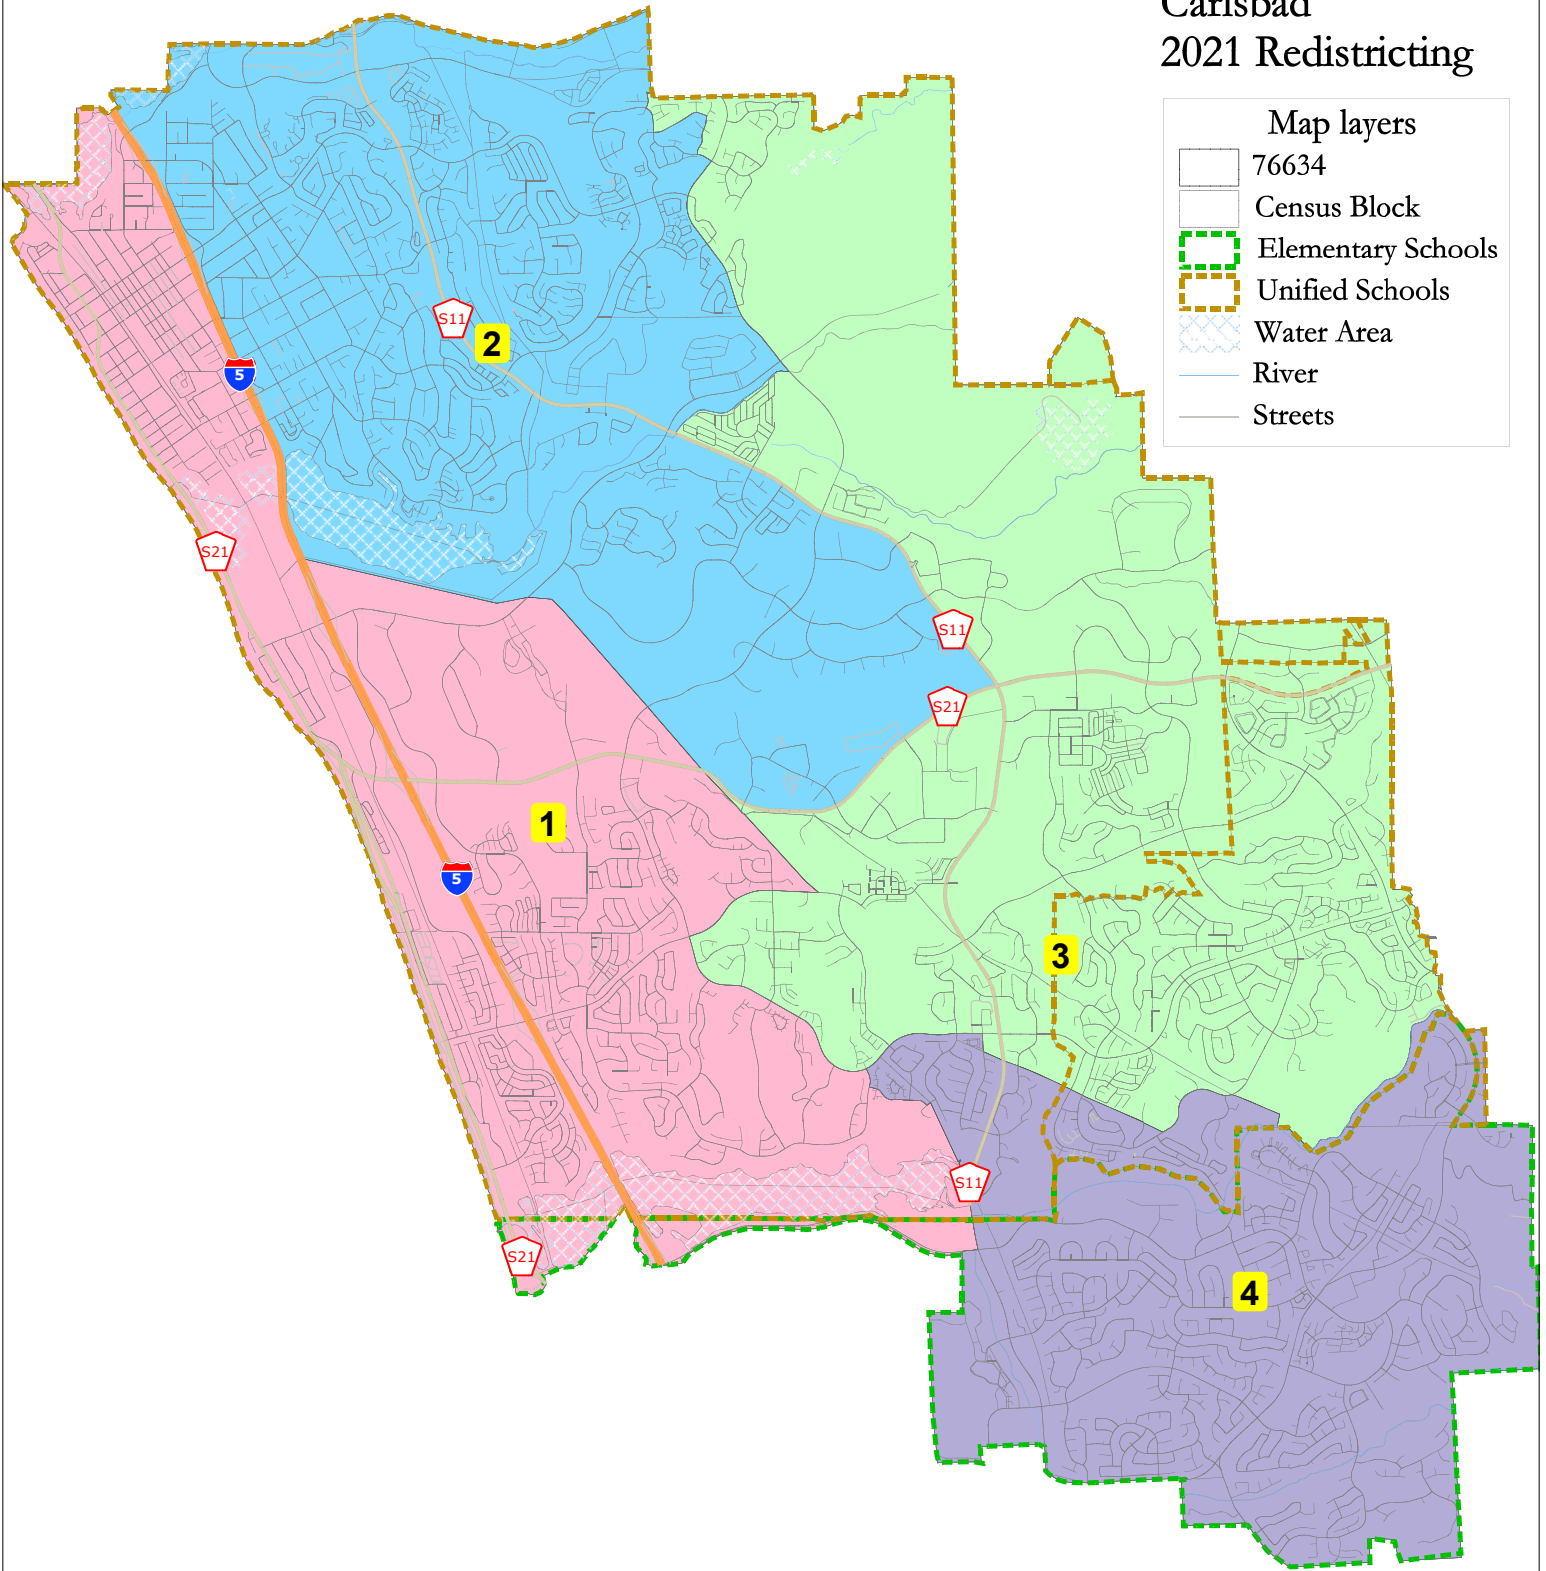 Carlsbad
2021 Redistricting
Map layers
76634
Census Block
Elementary Schools
Unified Schools
Water Area
River
Streets
S11
2
5
S21
S11
S21
1
5
3
S11
S21
4